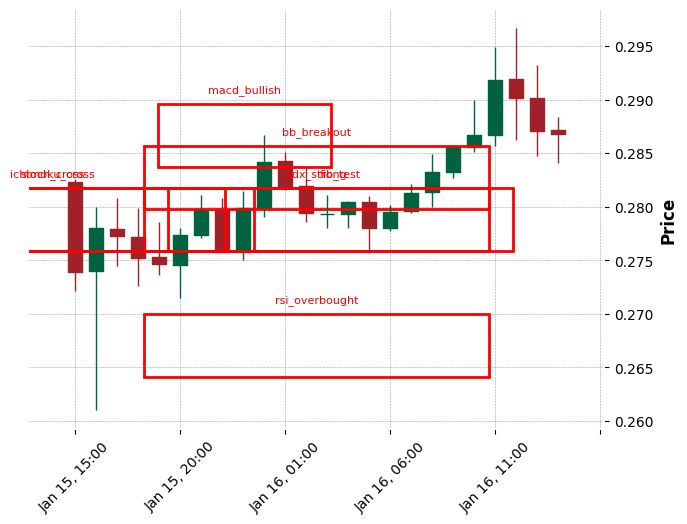 0.295
macd_bullish
0.290
bb_breakout
0.285
stoch_cross
0.280
Price
0.275
rsi_overbought
0.270
0.265
0.260
Jan 15, 15:00
Jan 15, 20:00
Jan 16, 01:00
Jan 16, 06:00
Jan 16, 11:00